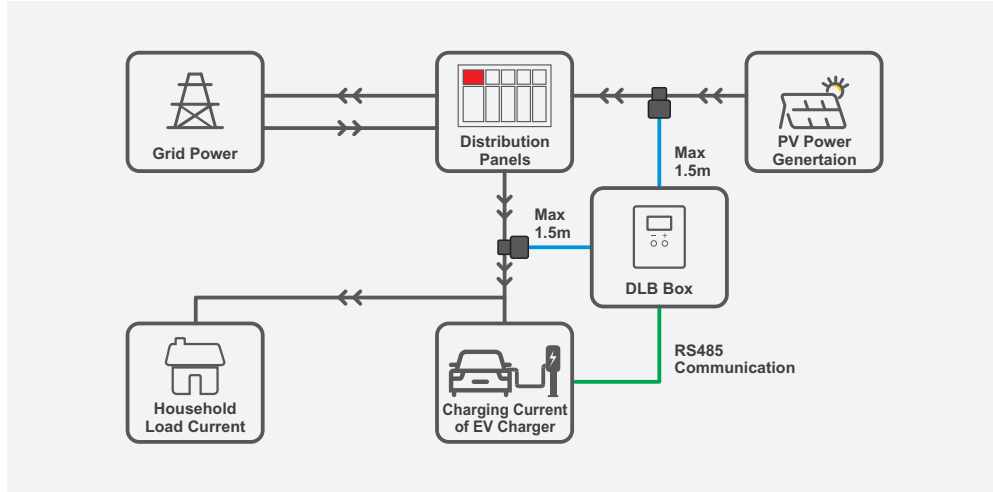 Grid Power
Distribution
Panels
PV Power
Genertaion
Max
1.5m
Max
1.5m
DLB Box
RS485
Communication
Household
Load Current
Charging Current
of EV Charger